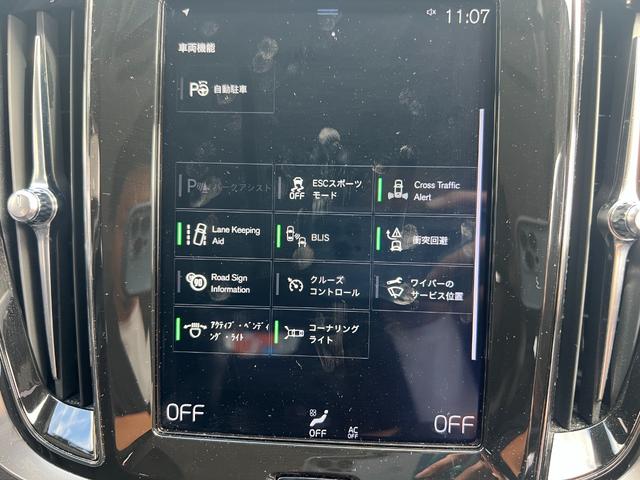 11:07
車両機能
P 自動駐車
P パークアシスト
OFF
ESCスポーツ
モード
Cross Traffic
Alert
Lane Keeping
Aid
BLIS
衝突回避
90
Road Sign
Information
クルーズ
コントロール
ワイパーの
サービス位置
アクティブ・ベンディ
ング・ライト
コーナリング
ライト
OFF
OFF
AC
OFF
OFF